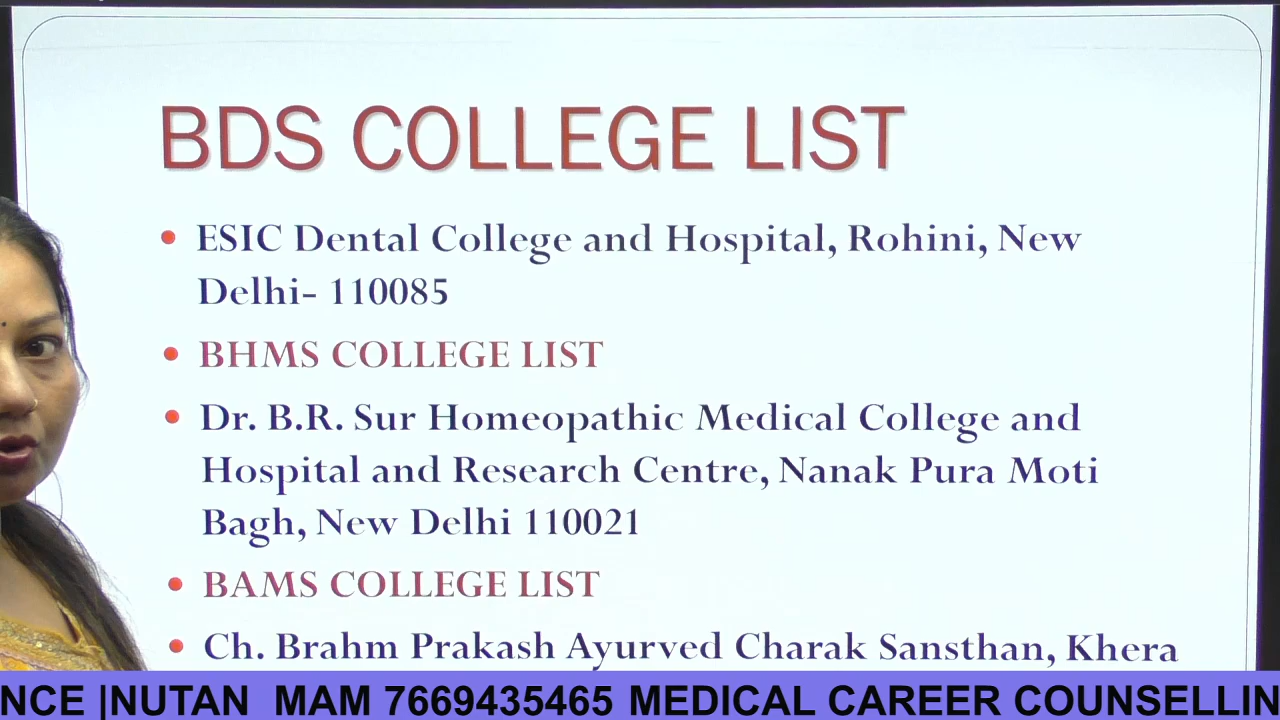 BDS COLLEGE LIST
• ESIC Dental College and Hospital, Rohini, New
Delhi- 110085
• BHMS COLLEGE LIST
• Dr. B.R. Sur Homeopathic Medical College and
Hospital and Research Centre, Nanak Pura Moti
Bagh, New Delhi 110021
• BAMS COLLEGE LIST
• Ch. Brahm Prakash Ayurved Charak Sansthan, Khera
NCE |NUTAN MAM 7669435465 MEDICAL CAREER COUNSELLIN